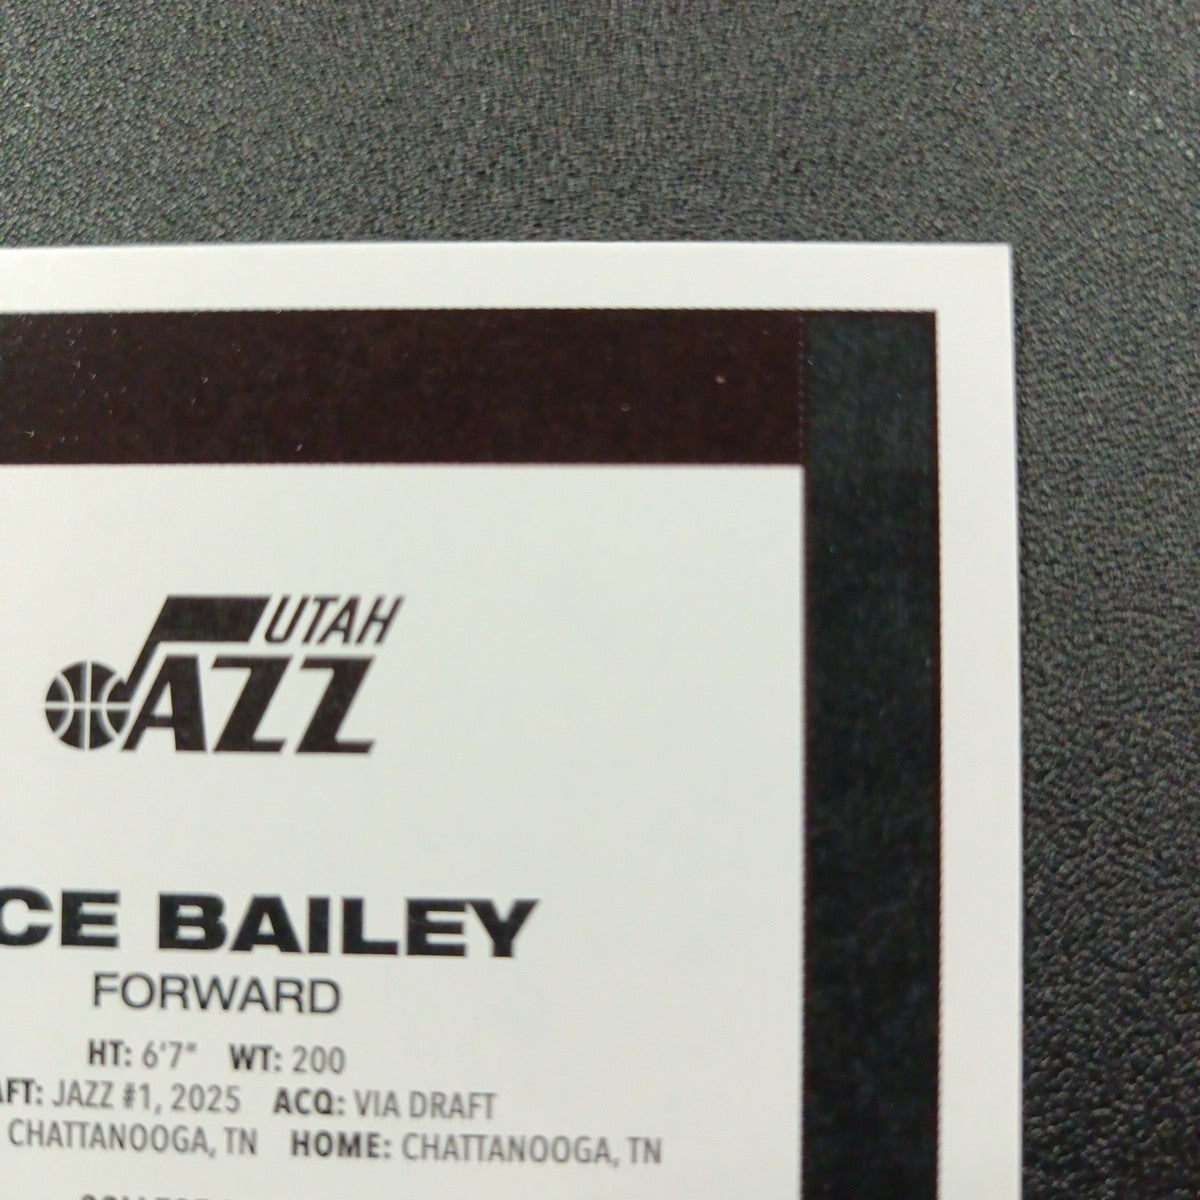 UTAH
JAZZ
CE BAILEY
FORWARD
HT: 6'7" WT: 200
AFT: JAZZ #1, 2025 ACQ: VIA DRAFT
CHATTANOOGA, TN HOME: CHATTANOOGA, TN